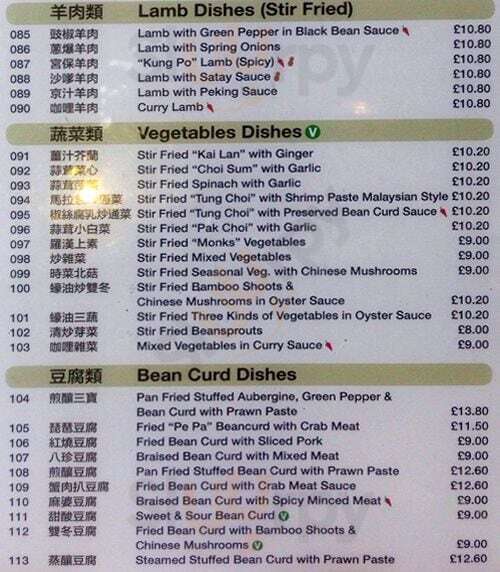 羊肉類 Lamb Dishes (Stir Fried)
085 豉椒羊肉 Lamb with Green Pepper in Black Bean Sauce £10.80
086 蔥爆羊肉 Lamb with Spring Onions £10.80
087 宮保羊肉 "Kung Po" Lamb (Spicy) £10.80
088 沙嗲羊肉 Lamb with Satay Sauce £10.80
089 京汁羊肉 Lamb with Peking Sauce £10.80
090 咖喱羊肉 Curry Lamb £10.80
蔬菜類 Vegetables Dishes V
091 薑汁芥蘭 Stir Fried "Kai Lan" with Ginger £10.20
092 蒜茸菜心 Stir Fried "Choi Sum" with Garlic £10.20
093 蒜茸 菜 Stir Fried Spinach with Garlic £10.20
094 馬拉 菜 Stir Fried "Tung Choi" with Shrimp Paste Malaysian Style £10.20
095 椒絲腐乳炒通菜 Stir Fried "Tung Choi" with Preserved Bean Curd Sauce £10.20
096 蒜茸小白菜 Stir Fried "Pak Choi" with Garlic £10.20
097 羅漢上素 Stir Fried "Monks" Vegetables £9.00
098 炒雜菜 Stir Fried Mixed Vegetables £9.00
099 時菜北菇 Stir Fried Seasonal Veg. with Chinese Mushrooms £9.00
100 蠔油炒雙冬 Stir Fried Bamboo Shoots &
Chinese Mushrooms in Oyster Sauce £10.20
101 蠔油三蔬 Stir Fried Three Kinds of Vegetables in Oyster Sauce £10.20
102 清炒芽菜 Stir Fried Beansprouts £8.00
103 咖喱雜菜 Mixed Vegetables in Curry Sauce £9.00
豆腐類 Bean Curd Dishes
104 煎釀三寶 Pan Fried Stuffed Aubergine, Green Pepper &
Bean Curd with Prawn Paste £13.80
105 琵琶豆腐 Fried "Pe Pa" Beancurd with Crab Meat £11.50
106 紅燒豆腐 Fried Bean Curd with Sliced Pork £9.00
107 八珍豆腐 Braised Bean Curd with Mixed Meat £9.00
108 煎釀豆腐 Pan Fried Stuffed Bean Curd with Prawn Paste £12.60
109 蟹肉扒豆腐 Fried Bean Curd with Crab Meat Sauce £12.60
110 麻婆豆腐 Braised Bean Curd with Spicy Minced Meat £9.00
111 甜酸豆腐 Sweet & Sour Bean Curd V £9.00
112 雙冬豆腐 Fried Bean Curd with Bamboo Shoots &
Chinese Mushrooms V £9.00
113 蒸釀豆腐 Steamed Stuffed Bean Curd with Prawn Paste £12.60